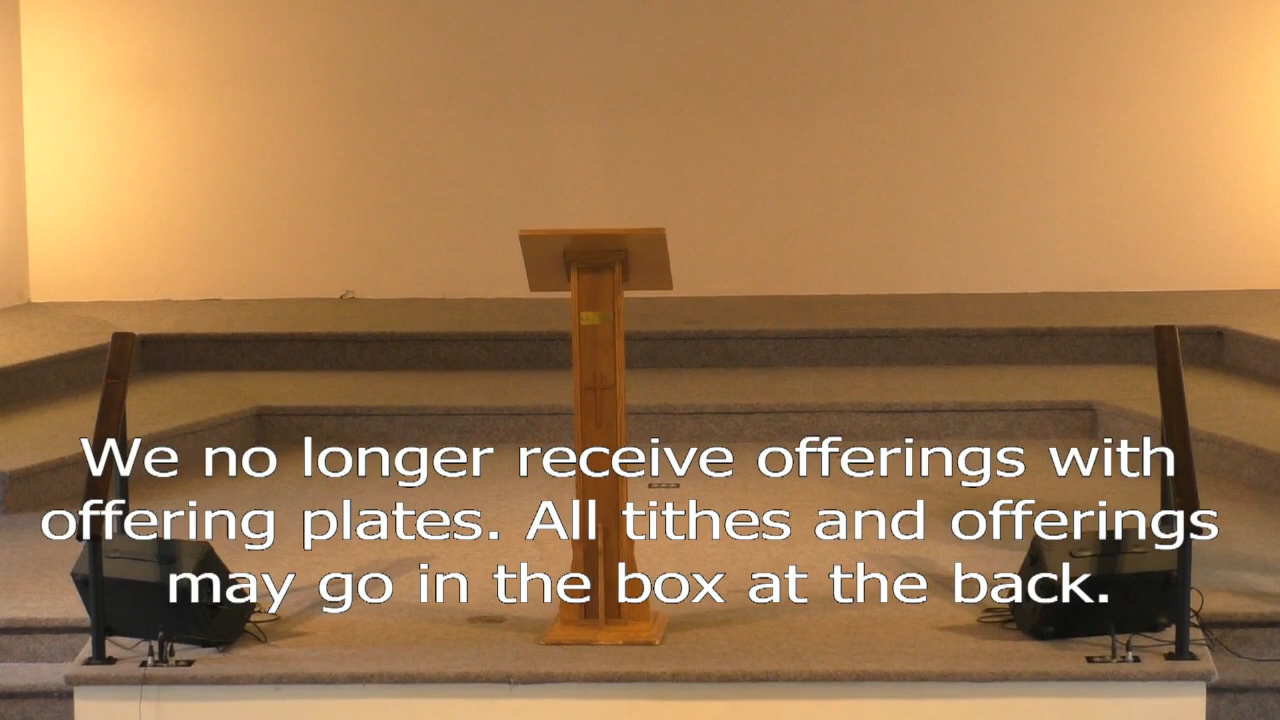 We no longer receive offerings with
offering plates. All tithes and offerings
may go in the box at the back.